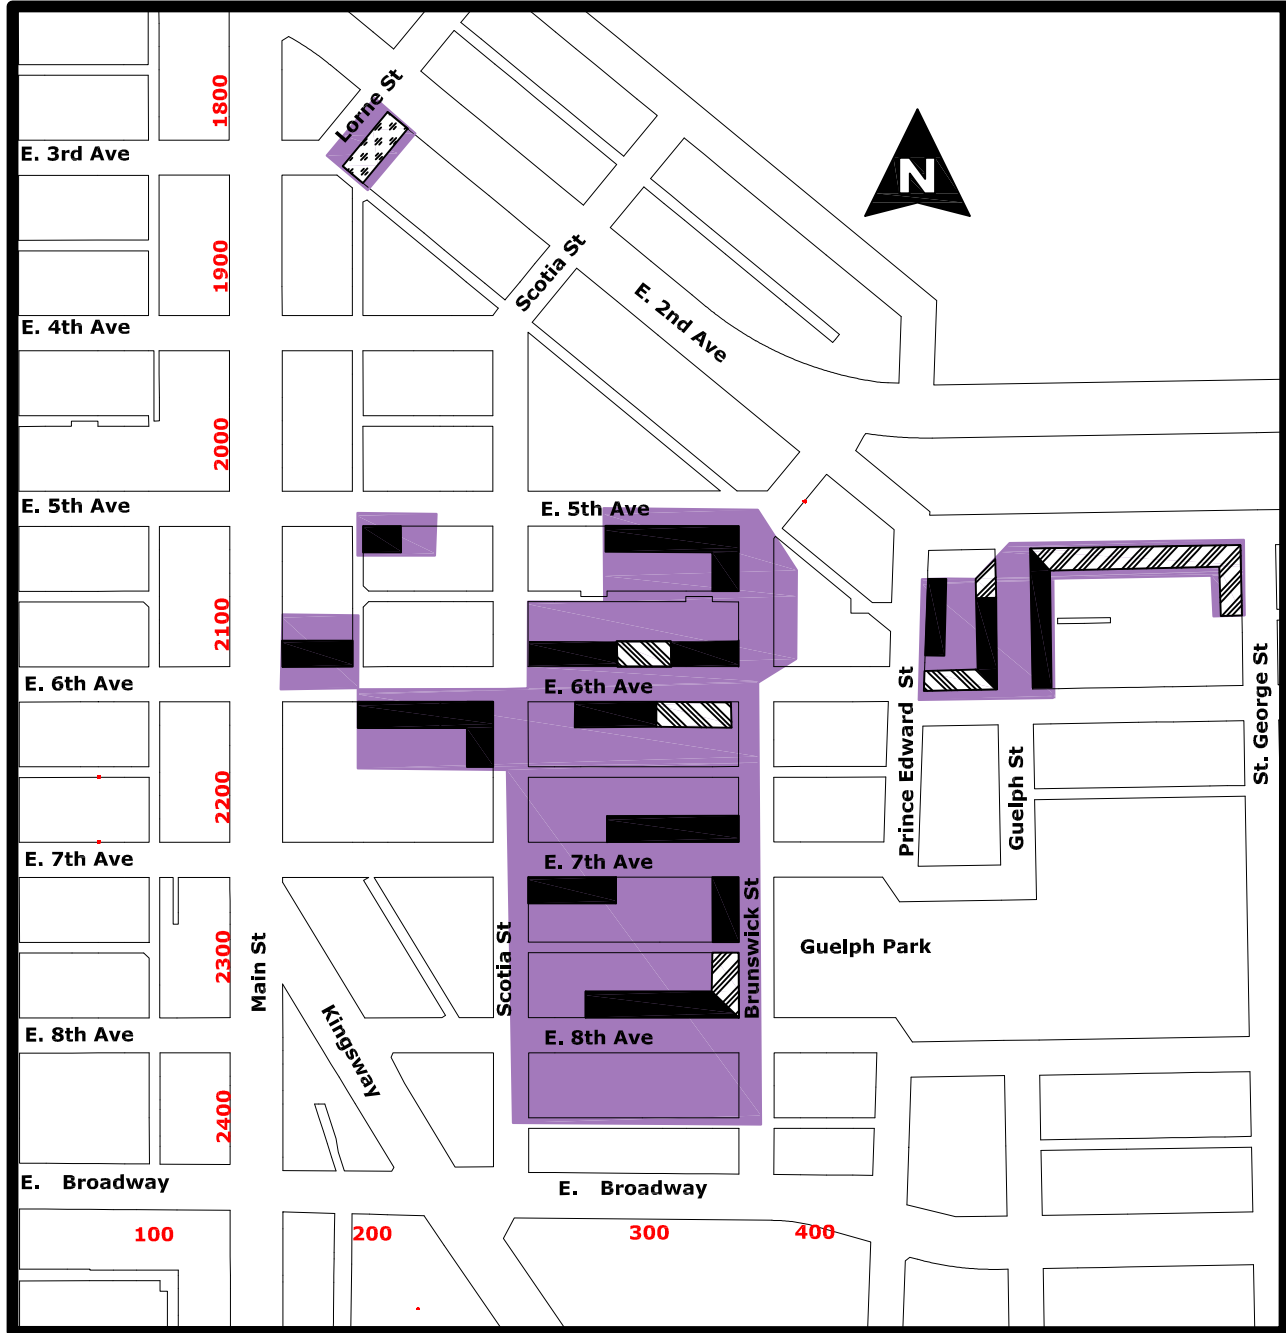 Lorne St
1800
E. 3rd Ave
N
1900
Scotia St
E. 2nd Ave
E. 4th Ave
2000
E. 5th Ave
E. 5th Ave
2100
E. 6th Ave
E. 6th Ave
Prince Edward St
St. George St
Guelph St
2200
E. 7th Ave
E. 7th Ave
2300
Main St
Scotia St
Brunswick St
Guelph Park
Kingsway
E. 8th Ave
E. 8th Ave
2400
E. Broadway
E. Broadway
100
200
300
400